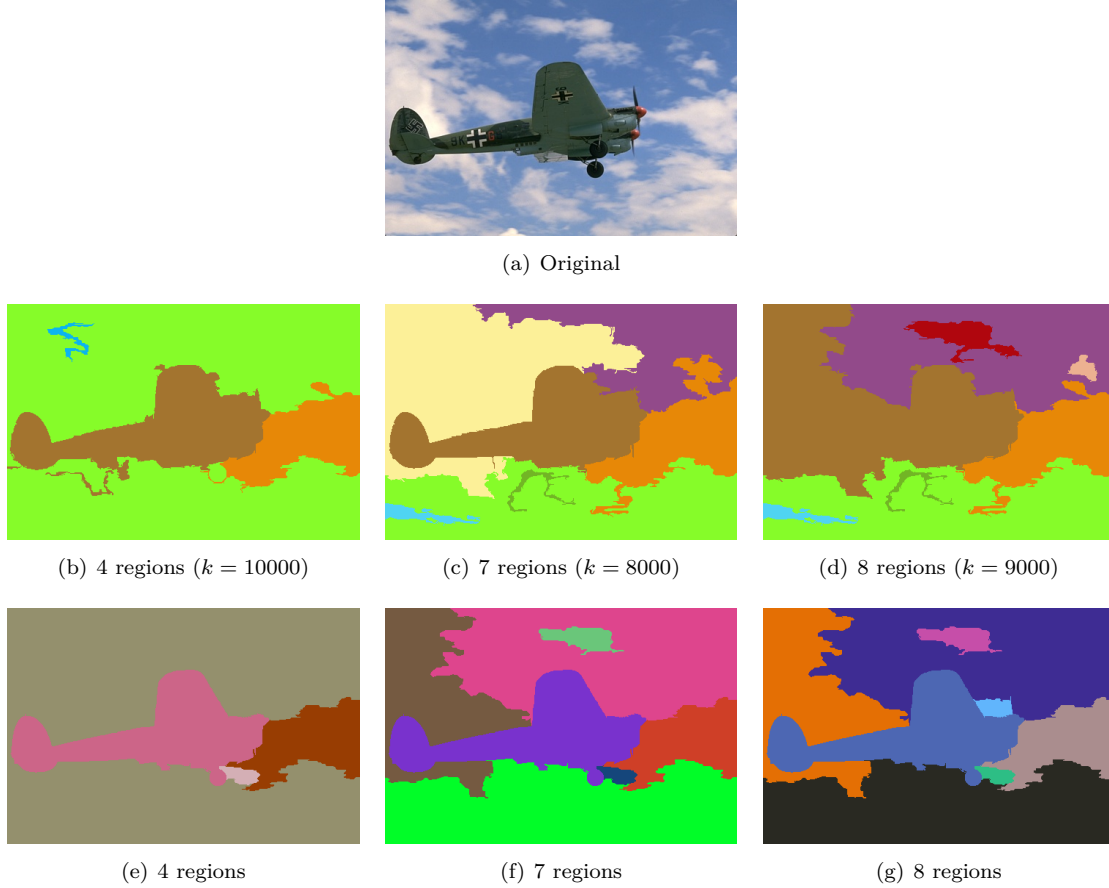 (a) Original
(b) 4 regions (k = 10000)
(c) 7 regions (k = 8000)
(d) 8 regions (k = 9000)
(e) 4 regions
(f) 7 regions
(g) 8 regions